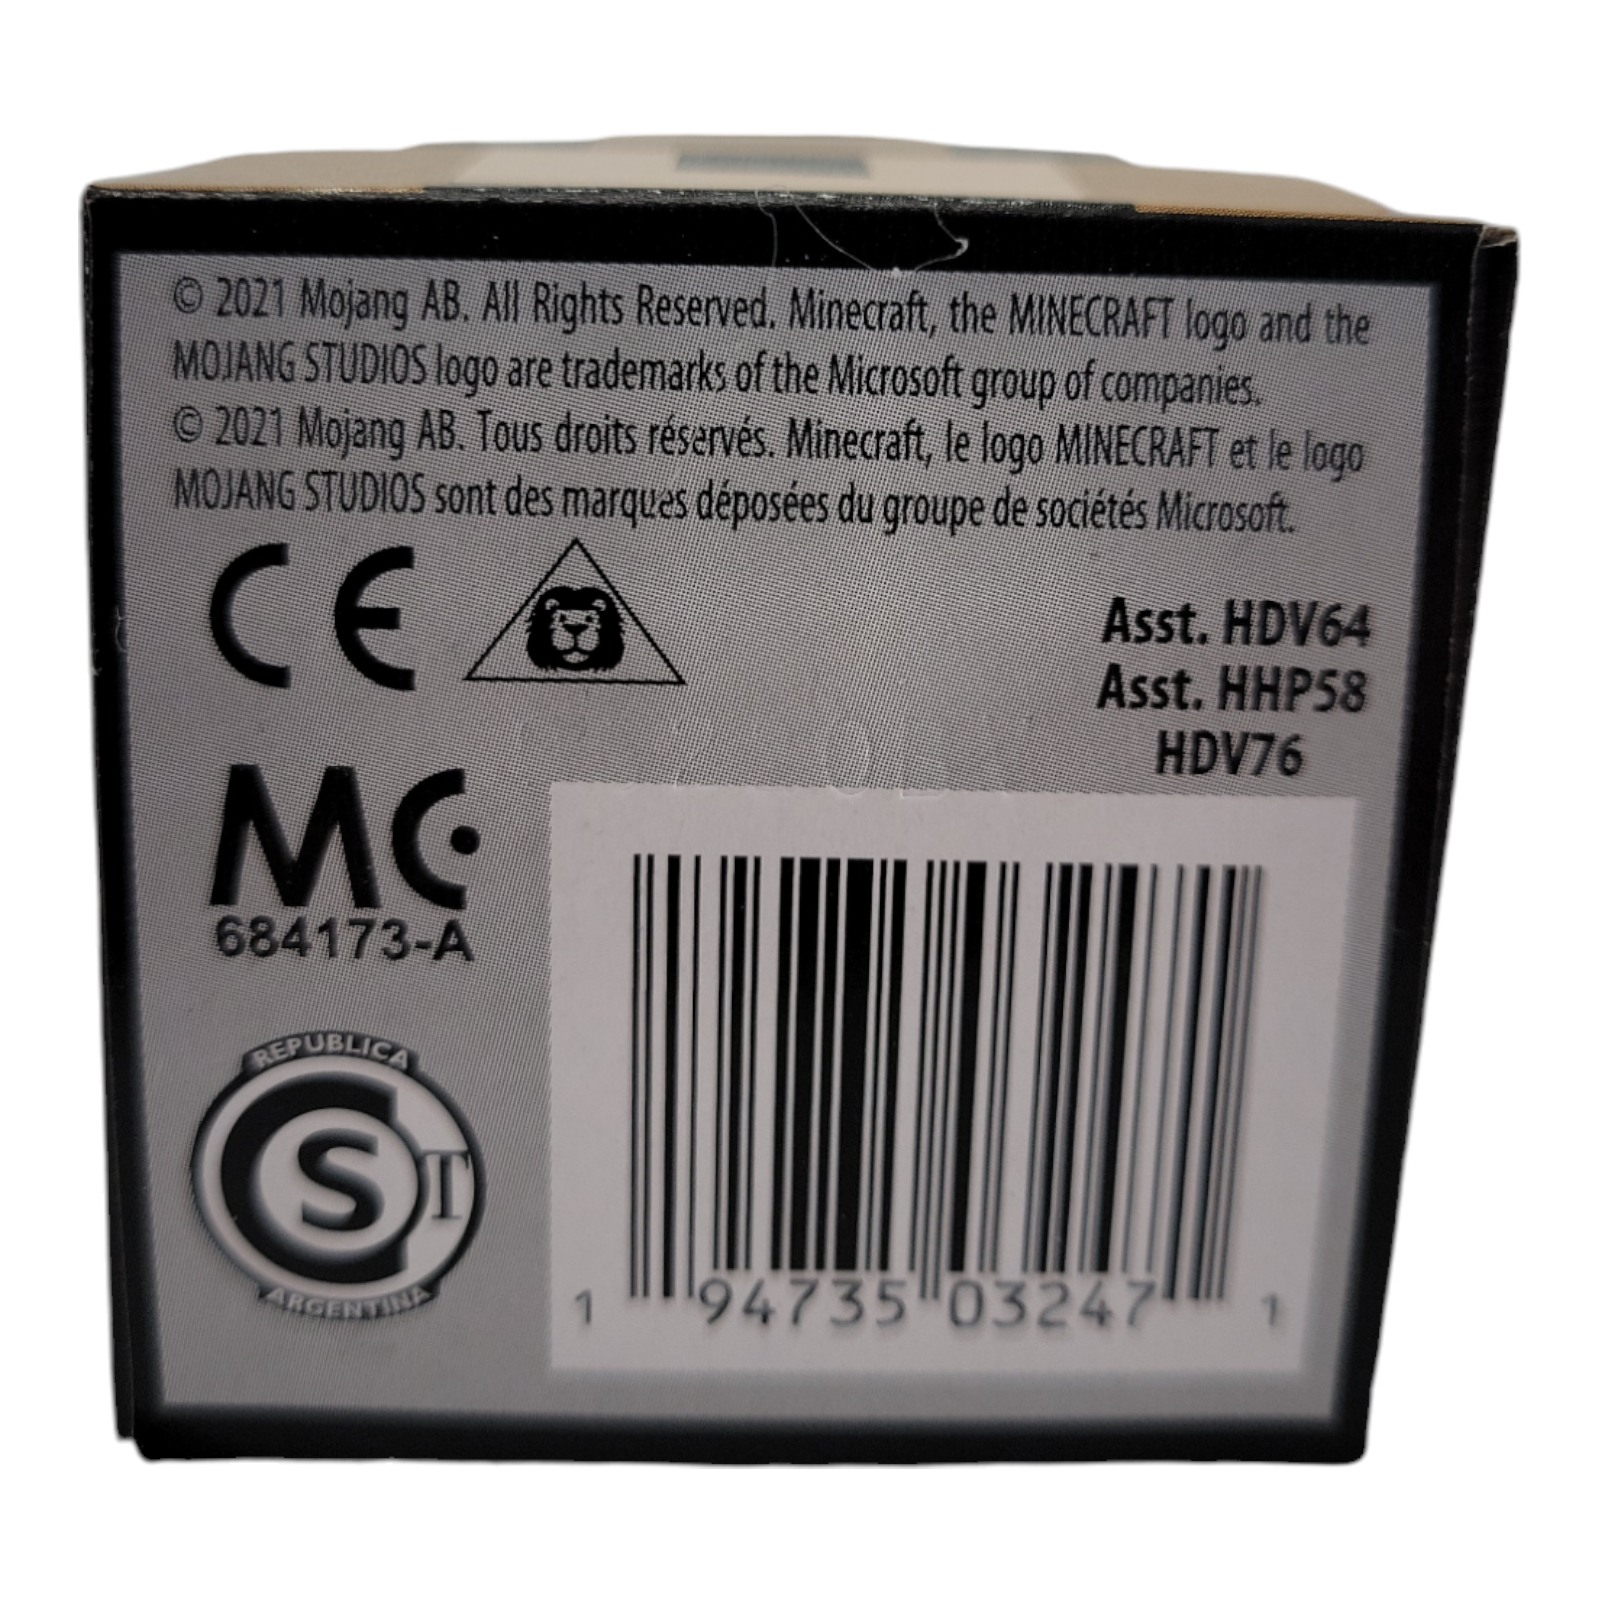 © 2021 Mojang AB. All Rights Reserved. Minecraft, the MINECRAFT logo and the
MOJANG STUDIOS logo are trademarks of the Microsoft group of companies.
© 2021 Mojang AB. Tous droits réservés. Minecraft, le logo MINECRAFT et le logo
MOJANG STUDIOS sont des marques déposées du groupe de sociétés Microsoft.
CE
Asst. HDV64
Asst. HHP58
HDV76
MC
684173-A
REPUBLICA
CST
ARGENTINA
1 94735 03247 1